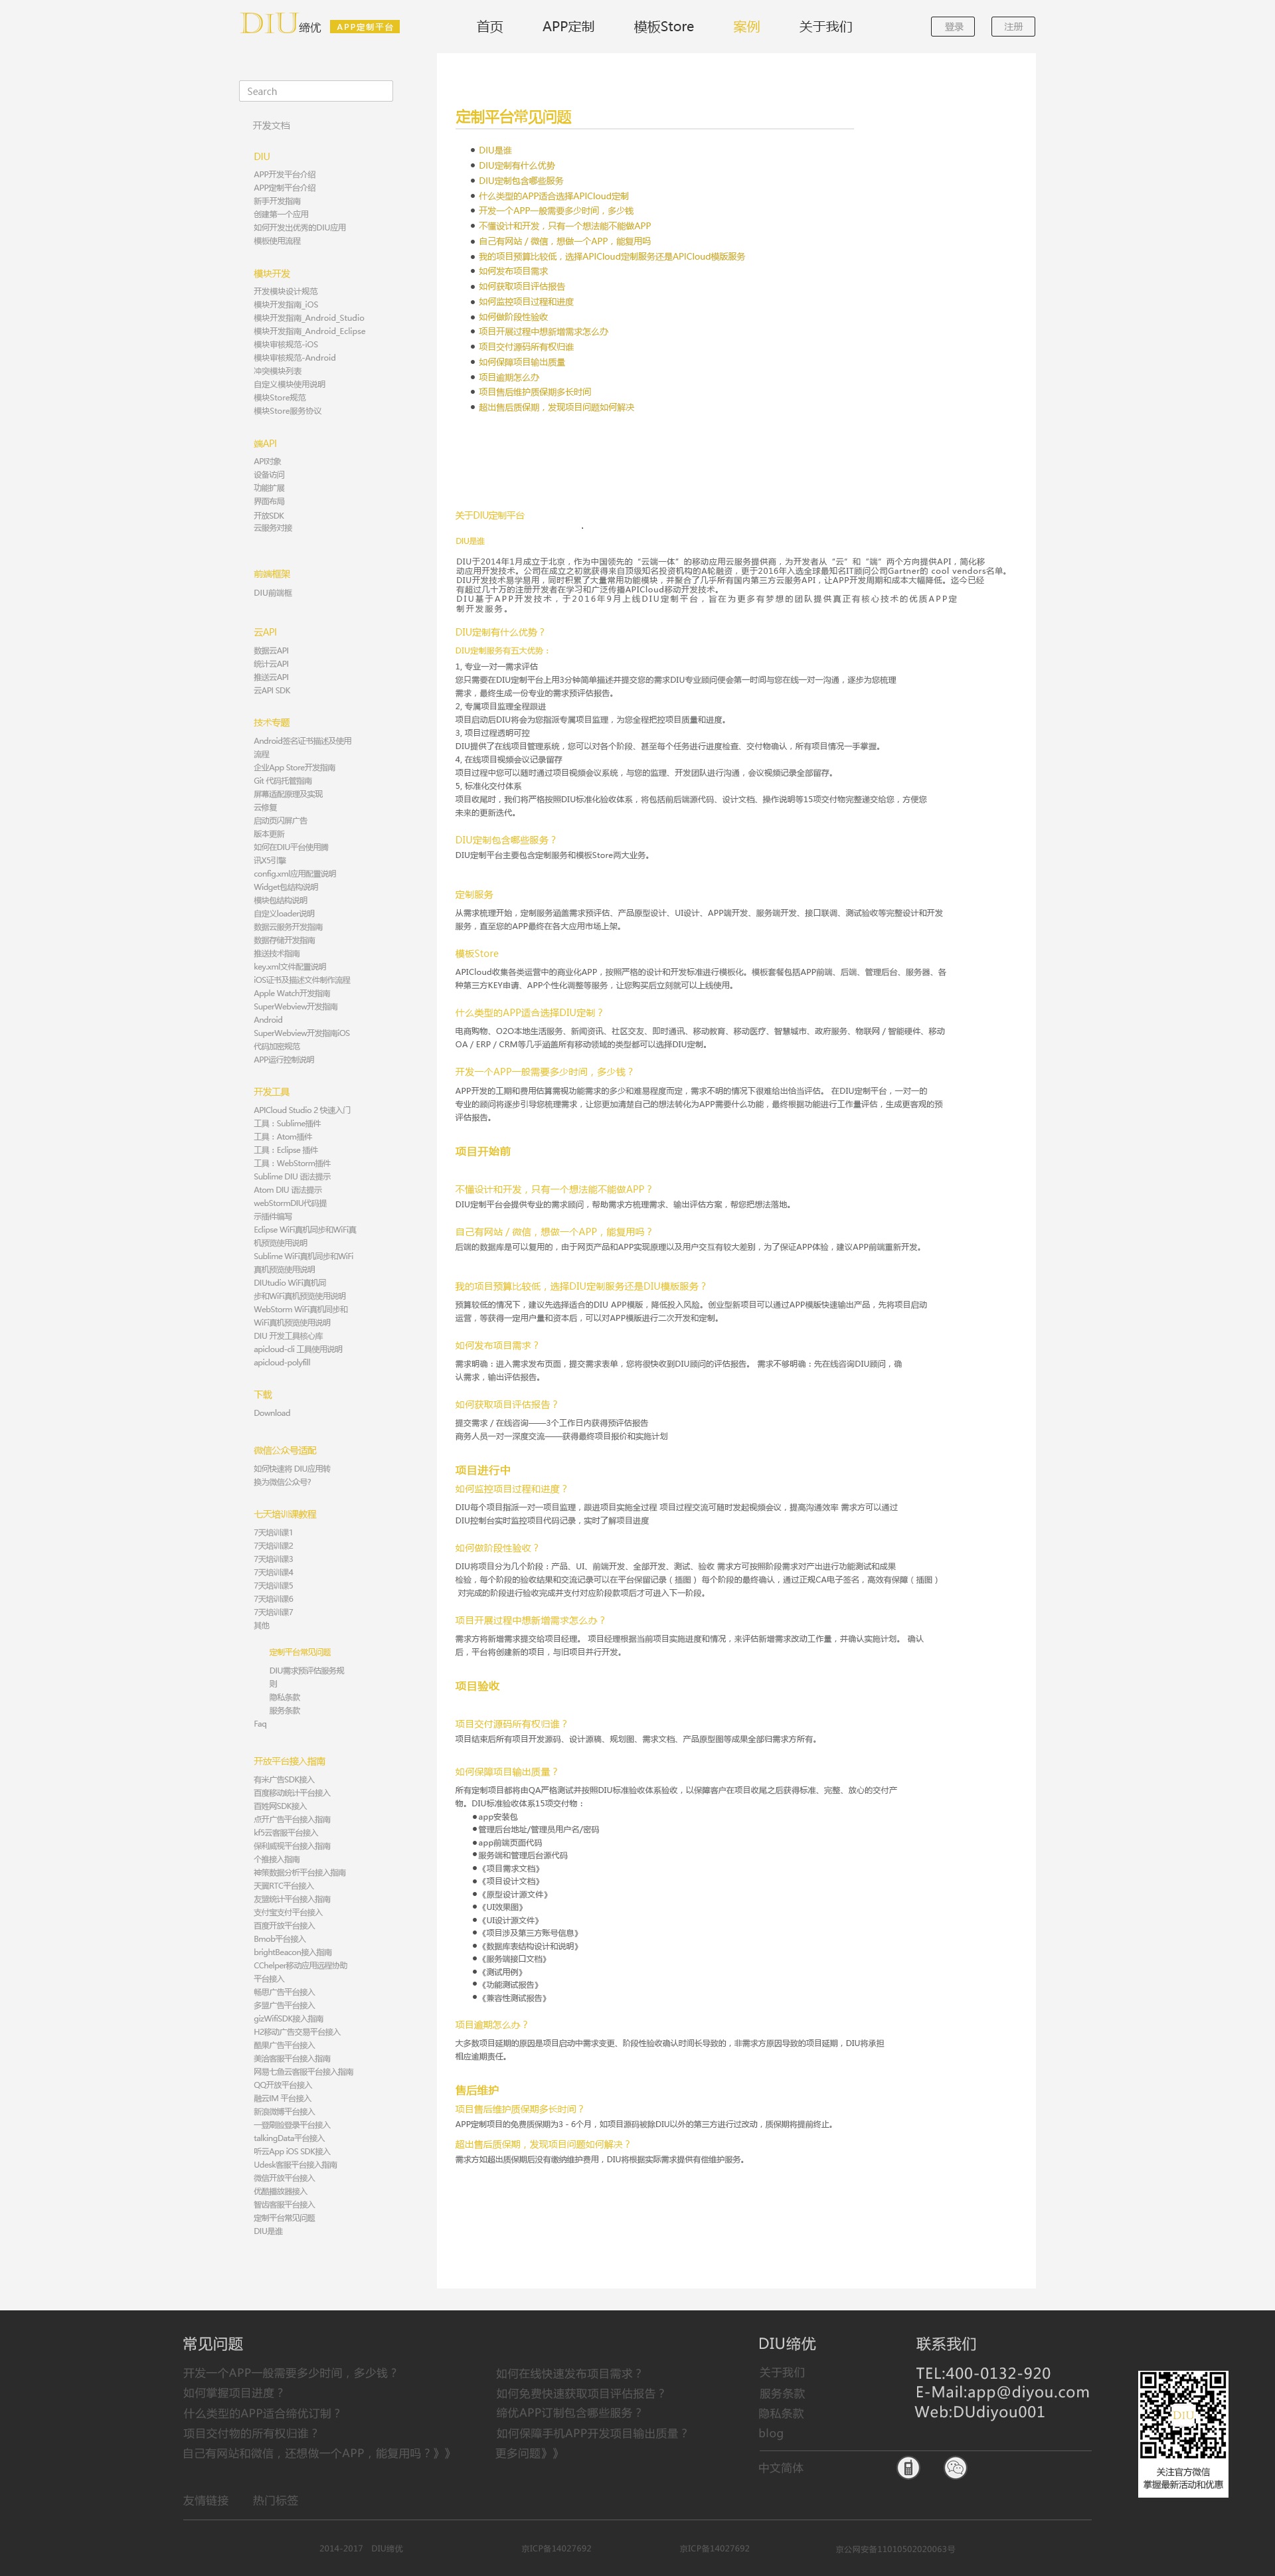 DIU缔优 APP定制平台 首页 APP定制 模板Store 案例 关于我们 登录 注册
Search
开发文档
DIU
APP开发平台介绍
APP定制平台介绍
新手开发指南
创建第一个应用
如何开发出优秀的DIU应用
模板使用流程
模块开发
开发模块设计规范
模块开发指南_iOS
模块开发指南_Android_Studio
模块开发指南_Android_Eclipse
模块审核规范-iOS
模块审核规范-Android
冲突模块列表
自定义模块使用说明
模块Store规范
模块Store服务协议
端API
API对象
设备访问
功能扩展
界面布局
开放SDK
云服务对接
前端框架
DIU前端框
云API
数据云API
统计云API
推送云API
云API SDK
技术专题
Android签名证书描述及使用
流程
企业App Store开发指南
Git 代码托管指南
屏幕适配原理及实现
云修复
启动页闪屏广告
版本更新
如何在DIU平台使用腾
讯X5引擎
config.xml应用配置说明
Widget包结构说明
模块包结构说明
自定义loader说明
数据云服务开发指南
数据存储开发指南
推送技术指南
key.xml文件配置说明
iOS证书及描述文件制作流程
Apple Watch开发指南
SuperWebview开发指南
Android
SuperWebview开发指南iOS
代码加密规范
APP运行控制说明
开发工具
APICloud Studio 2 快速入门
工具：Sublime插件
工具：Atom插件
工具：Eclipse 插件
工具：WebStorm插件
Sublime DIU 语法提示
Atom DIU 语法提示
webStormDIU代码提
示插件编写
Eclipse WiFi真机同步和WiFi真
机预览使用说明
Sublime WiFi真机同步和WiFi
真机预览使用说明
DIUtudio WiFi真机同
步和WiFi真机预览使用说明
WebStorm WiFi真机同步和
WiFi真机预览使用说明
DIU 开发工具核心库
apicloud-cli 工具使用说明
apicloud-polyfill
下载
Download
微信公众号适配
如何快速将 DIU应用转
换为微信公众号?
七天培训课教程
7天培训课1
7天培训课2
7天培训课3
7天培训课4
7天培训课5
7天培训课6
7天培训课7
其他
定制平台常见问题
DIU需求预评估服务规
则
隐私条款
服务条款
Faq
开放平台接入指南
有米广告SDK接入
百度移动统计平台接入
百姓网SDK接入
点开广告平台接入指南
kf5云客服平台接入
保利威视平台接入指南
个推接入指南
神策数据分析平台接入指南
天翼RTC平台接入
友盟统计平台接入指南
支付宝支付平台接入
百度开放平台接入
Bmob平台接入
brightBeacon接入指南
CChelper移动应用远程协助
平台接入
畅思广告平台接入
多盟广告平台接入
gizWifiSDK接入指南
H2移动广告交易平台接入
酷果广告平台接入
美洽客服平台接入指南
网易七鱼云客服平台接入指南
QQ开放平台接入
融云IM 平台接入
新浪微博平台接入
一登刷脸登录平台接入
talkingData平台接入
听云App iOS SDK接入
Udesk客服平台接入指南
微信开放平台接入
优酷播放器接入
智齿客服平台接入
定制平台常见问题
DIU是谁
定制平台常见问题
DIU是谁
DIU定制有什么优势
DIU定制包含哪些服务
什么类型的APP适合选择APICloud定制
开发一个APP一般需要多少时间，多少钱
不懂设计和开发，只有一个想法能不能做APP
自己有网站 / 微信，想做一个APP，能复用吗
我的项目预算比较低，选择APICloud定制服务还是APICloud模版服务
如何发布项目需求
如何获取项目评估报告
如何监控项目过程和进度
如何做阶段性验收
项目开展过程中想新增需求怎么办
项目交付源码所有权归谁
如何保障项目输出质量
项目逾期怎么办
项目售后维护质保期多长时间
超出售后质保期，发现项目问题如何解决
关于DIU定制平台
DIU是谁
DIU于2014年1月成立于北京，作为中国领先的“云端一体”的移动应用云服务提供商，为开发者从“云”和“端”两个方向提供API，简化移
动应用开发技术。公司在成立之初就获得来自顶级知名投资机构的A轮融资，更于2016年入选全球最知名IT顾问公司Gartner的 cool vendors名单。
DIU开发技术易学易用，同时积累了大量常用功能模块，并聚合了几乎所有国内第三方云服务API，让APP开发周期和成本大幅降低。迄今已经
有超过几十万的注册开发者在学习和广泛传播APICloud移动开发技术。
DIU基于APP开发技术，于2016年9月上线DIU定制平台，旨在为更多有梦想的团队提供真正有核心技术的优质APP定
制开发服务。
DIU定制有什么优势？
DIU定制服务有五大优势：
1, 专业一对一需求评估
您只需要在DIU定制平台上用3分钟简单描述并提交您的需求DIU专业顾问便会第一时间与您在线一对一沟通，逐步为您梳理
需求，最终生成一份专业的需求预评估报告。
2, 专属项目监理全程跟进
项目启动后DIU将会为您指派专属项目监理，为您全程把控项目质量和进度。
3, 项目过程透明可控
DIU提供了在线项目管理系统，您可以对各个阶段、甚至每个任务进行进度检查、交付物确认，所有项目情况一手掌握。
4, 在线项目视频会议记录留存
项目过程中您可以随时通过项目视频会议系统，与您的监理、开发团队进行沟通，会议视频记录全部留存。
5, 标准化交付体系
项目收尾时，我们将严格按照DIU标准化验收体系，将包括前后端源代码、设计文档、操作说明等15项交付物完整递交给您，方便您
未来的更新迭代。
DIU定制包含哪些服务？
DIU定制平台主要包含定制服务和模板Store两大业务。
定制服务
从需求梳理开始，定制服务涵盖需求预评估、产品原型设计、UI设计、APP端开发、服务端开发、接口联调、测试验收等完整设计和开发
服务，直至您的APP最终在各大应用市场上架。
模板Store
APICloud收集各类运营中的商业化APP，按照严格的设计和开发标准进行模板化。模板套餐包括APP前端、后端、管理后台、服务器、各
种第三方KEY申请、APP个性化调整等服务，让您购买后立刻就可以上线使用。
什么类型的APP适合选择DIU定制？
电商购物、O2O本地生活服务、新闻资讯、社区交友、即时通讯、移动教育、移动医疗、智慧城市、政府服务、物联网 / 智能硬件、移动
OA / ERP / CRM等几乎涵盖所有移动领域的类型都可以选择DIU定制。
开发一个APP一般需要多少时间，多少钱？
APP开发的工期和费用估算需视功能需求的多少和难易程度而定，需求不明的情况下很难给出恰当评估。 在DIU定制平台，一对一的
专业的顾问将逐步引导您梳理需求，让您更加清楚自己的想法转化为APP需要什么功能，最终根据功能进行工作量评估，生成更客观的预
评估报告。
项目开始前
不懂设计和开发，只有一个想法能不能做APP？
DIU定制平台会提供专业的需求顾问，帮助需求方梳理需求、输出评估方案，帮您把想法落地。
自己有网站 / 微信，想做一个APP，能复用吗？
后端的数据库是可以复用的，由于网页产品和APP实现原理以及用户交互有较大差别，为了保证APP体验，建议APP前端重新开发。
我的项目预算比较低，选择DIU定制服务还是DIU模版服务？
预算较低的情况下，建议先选择适合的DIU APP模版，降低投入风险。创业型新项目可以通过APP模版快速输出产品，先将项目启动
运营，等获得一定用户量和资本后，可以对APP模版进行二次开发和定制。
如何发布项目需求？
需求明确：进入需求发布页面，提交需求表单，您将很快收到DIU顾问的评估报告。 需求不够明确：先在线咨询DIU顾问，确
认需求，输出评估报告。
如何获取项目评估报告？
提交需求 / 在线咨询——3个工作日内获得预评估报告
商务人员一对一深度交流——获得最终项目报价和实施计划
项目进行中
如何监控项目过程和进度？
DIU每个项目指派一对一项目监理，跟进项目实施全过程 项目过程交流可随时发起视频会议，提高沟通效率 需求方可以通过
DIU控制台实时监控项目代码记录，实时了解项目进度
如何做阶段性验收？
DIU将项目分为几个阶段：产品、UI、前端开发、全部开发、测试、验收 需求方可按照阶段需求对产出进行功能测试和成果
检验，每个阶段的验收结果和交流记录可以在平台保留记录（插图） 每个阶段的最终确认，通过正规CA电子签名，高效有保障（插图）
对完成的阶段进行验收完成并支付对应阶段款项后才可进入下一阶段。
项目开展过程中想新增需求怎么办？
需求方将新增需求提交给项目经理。 项目经理根据当前项目实施进度和情况，来评估新增需求改动工作量，并确认实施计划。 确认
后，平台将创建新的项目，与旧项目并行开发。
项目验收
项目交付源码所有权归谁？
项目结束后所有项目开发源码、设计源稿、规划图、需求文档、产品原型图等成果全部归需求方所有。
如何保障项目输出质量？
所有定制项目都将由QA严格测试并按照DIU标准验收体系验收，以保障客户在项目收尾之后获得标准、完整、放心的交付产
物。DIU标准验收体系15项交付物：
app安装包
管理后台地址/管理员用户名/密码
app前端页面代码
服务端和管理后台源代码
《项目需求文档》
《项目设计文档》
《原型设计源文件》
《UI效果图》
《UI设计源文件》
《项目涉及第三方账号信息》
《数据库表结构设计和说明》
《服务端接口文档》
《测试用例》
《功能测试报告》
《兼容性测试报告》
项目逾期怎么办？
大多数项目延期的原因是项目启动中需求变更、阶段性验收确认时间长导致的，非需求方原因导致的项目延期，DIU将承担
相应逾期责任。
售后维护
项目售后维护质保期多长时间？
APP定制项目的免费质保期为3 - 6个月，如项目源码被除DIU以外的第三方进行过改动，质保期将提前终止。
超出售后质保期，发现项目问题如何解决？
需求方如超出质保期后没有缴纳维护费用，DIU将根据实际需求提供有偿维护服务。
常见问题
开发一个APP一般需要多少时间，多少钱？
如何掌握项目进度？
什么类型的APP适合缔优订制？
项目交付物的所有权归谁？
自己有网站和微信，还想做一个APP，能复用吗？》》
如何在线快速发布项目需求？
如何免费快速获取项目评估报告？
缔优APP订制包含哪些服务？
如何保障手机APP开发项目输出质量？
更多问题》》
DIU缔优
关于我们
服务条款
隐私条款
blog
中文简体
联系我们
TEL:400-0132-920
E-Mail:app@diyou.com
Web:DUdiyou001
DIU
关注官方微信
掌握最新活动和优惠
友情链接 热门标签
2014-2017 DIU缔优 京ICP备14027692 京ICP备14027692 京公网安备11010502020063号